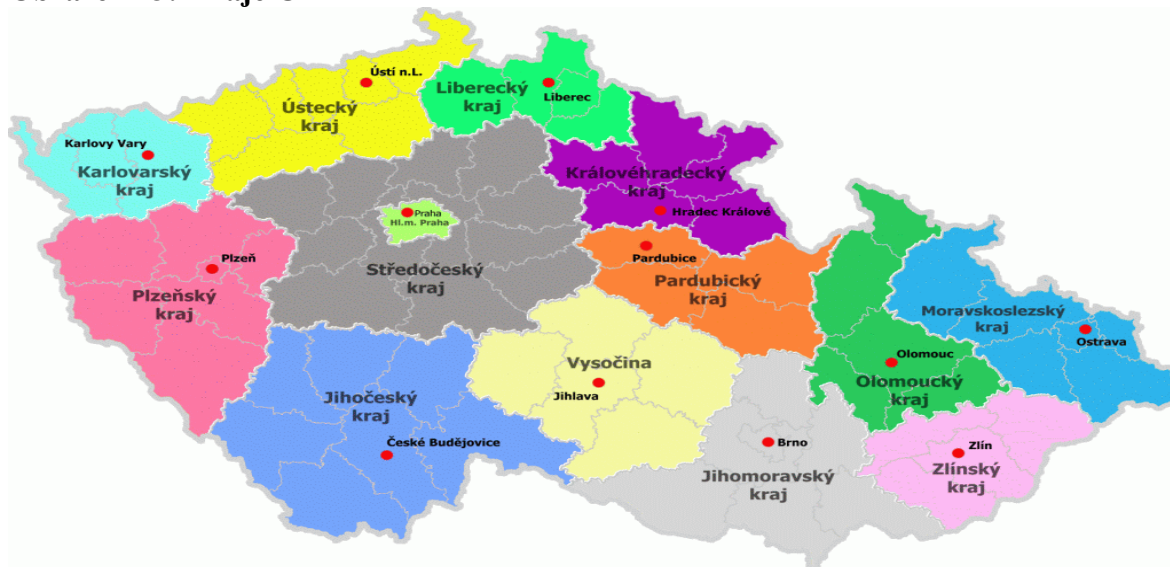 Ústí n.L.
Ústecký
kraj
Liberecký
kraj
Liberec
Karlovy Vary
Karlovarský
kraj
Královéhradecký
kraj
Hradec Králové
Praha
Hl.m. Praha
Středočeský
kraj
Plzeň
Plzeňský
kraj
Pardubice
Pardubický
kraj
Moravskoslezský
kraj
Ostrava
Olomouc
Olomoucký
kraj
Vysočina
Jihlava
Jihočeský
kraj
České Budějovice
Brno
Jihomoravský
kraj
Zlín
Zlínský
kraj